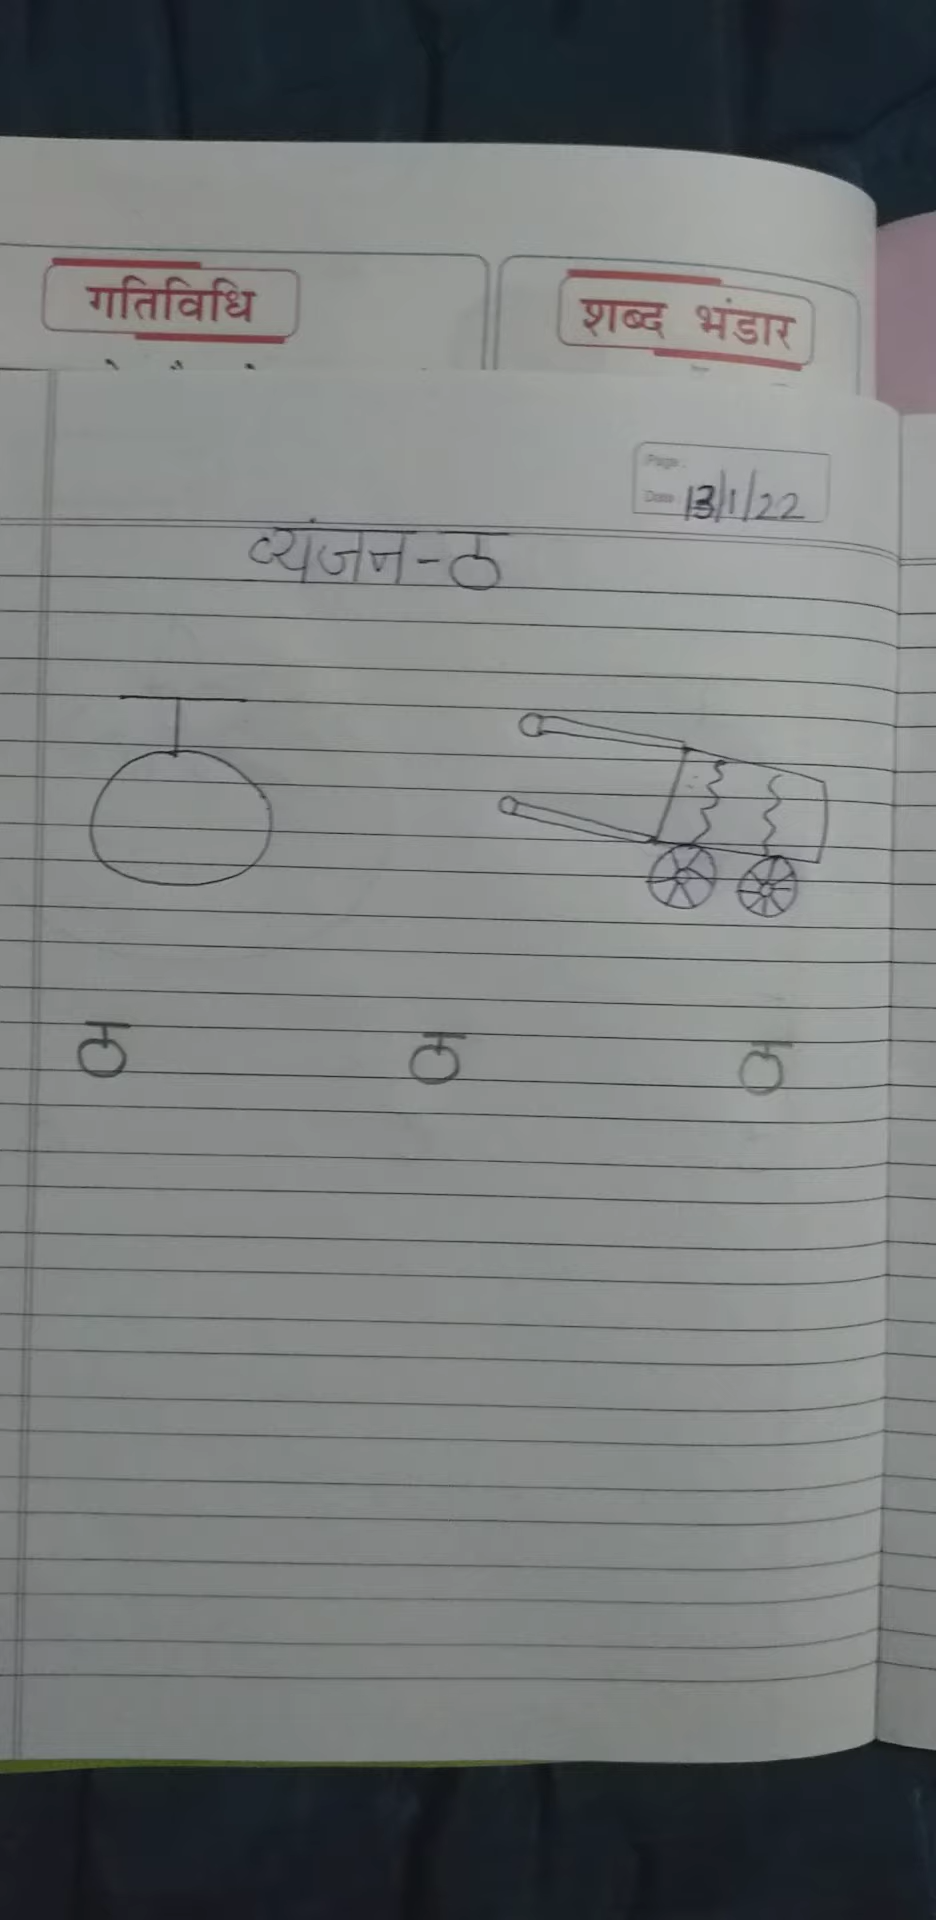 गतिविधि
शब्द भंडार
Page :
Date 13/1/22
व्यंजन-ठ
ठ
ठ ठ ठ